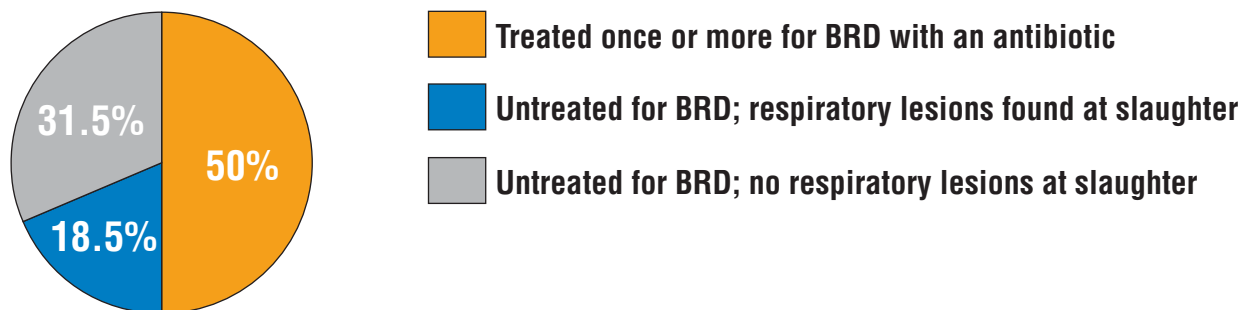 Treated once or more for BRD with an antibiotic
31.5%
Untreated for BRD; respiratory lesions found at slaughter
50%
Untreated for BRD; no respiratory lesions at slaughter
18.5%